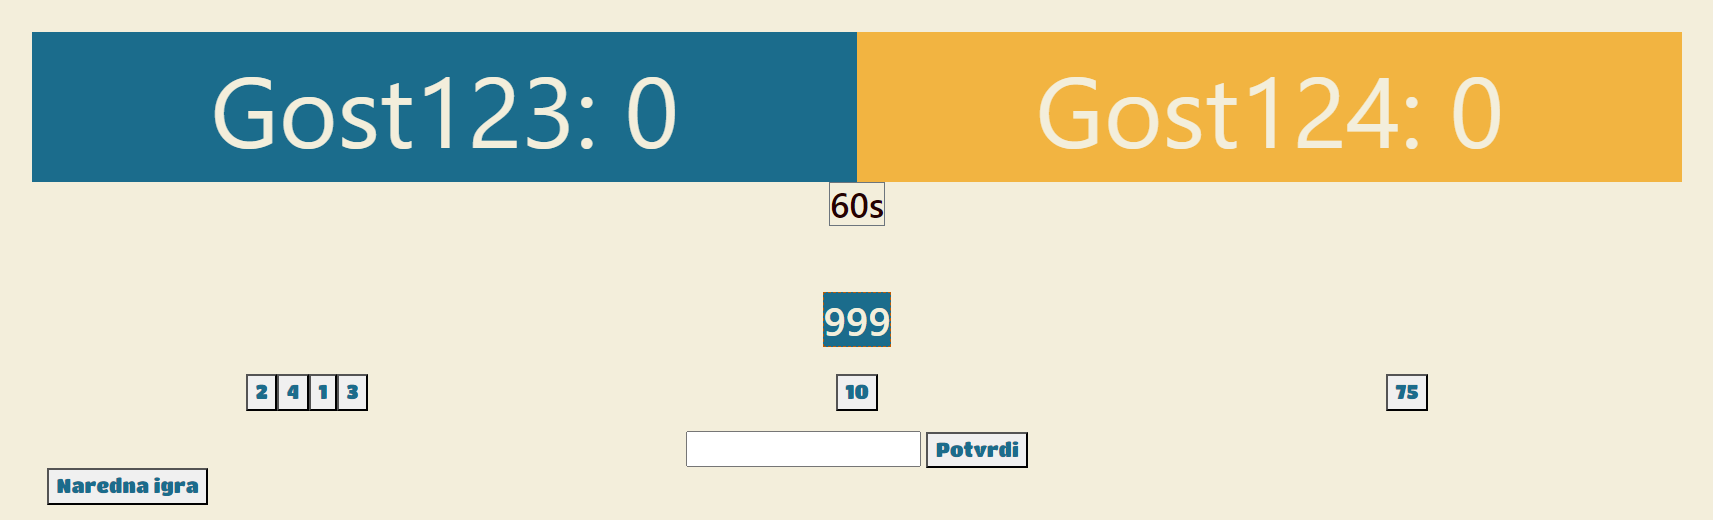 Gost123: 0 Gost124: 0
60s
999
2 4 1 3 10 75
Potvrdi
Naredna igra